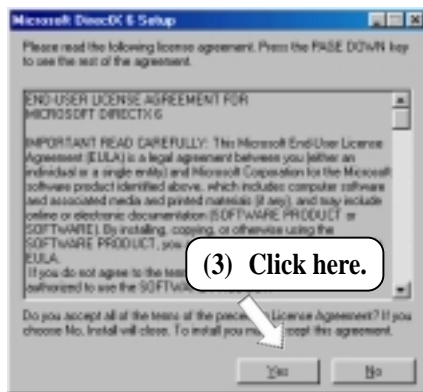 Microsoft DirectX 6 Setup
Please read the following license agreement. Press the PAGE DOWN key
to see the rest of the agreement.
END-USER LICENSE AGREEMENT FOR
MICROSOFT DIRECTX 6
IMPORTANT READ CAREFULLY: This Microsoft End-User License
Agreement (EULA) is a legal agreement between you (either an
individual or a single entity) and Microsoft Corporation for the Microsoft
software product identified above, which includes computer software
and associated media and printed materials (if any), and may include
online or electronic documentation (SOFTWARE PRODUCT or
SOFTWARE). By installing, copying, or otherwise using the
SOFTWARE PRODUCT, you
EULA.
If you do not agree to the
authorized to use the SOFTWARE
(3) Click here.
Do you accept all of the terms of the License Agreement? If you
choose No, Install will close. To install you accept this agreement.
Yes
No